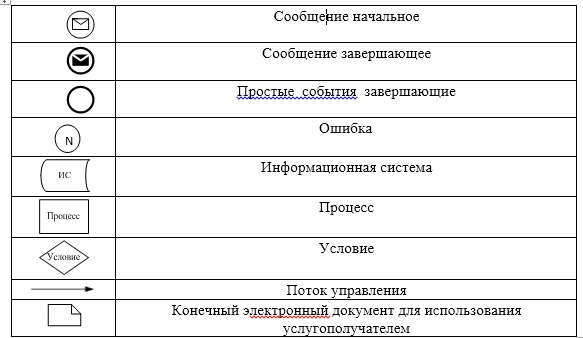 Сообщение начальное
Сообщение завершающее
Простые события завершающие
N
Ошибка
ИС
Информационная система
Процесс
Процесс
Условие
Условие
Поток управления
Конечный электронный документ для использования
услугополучателем